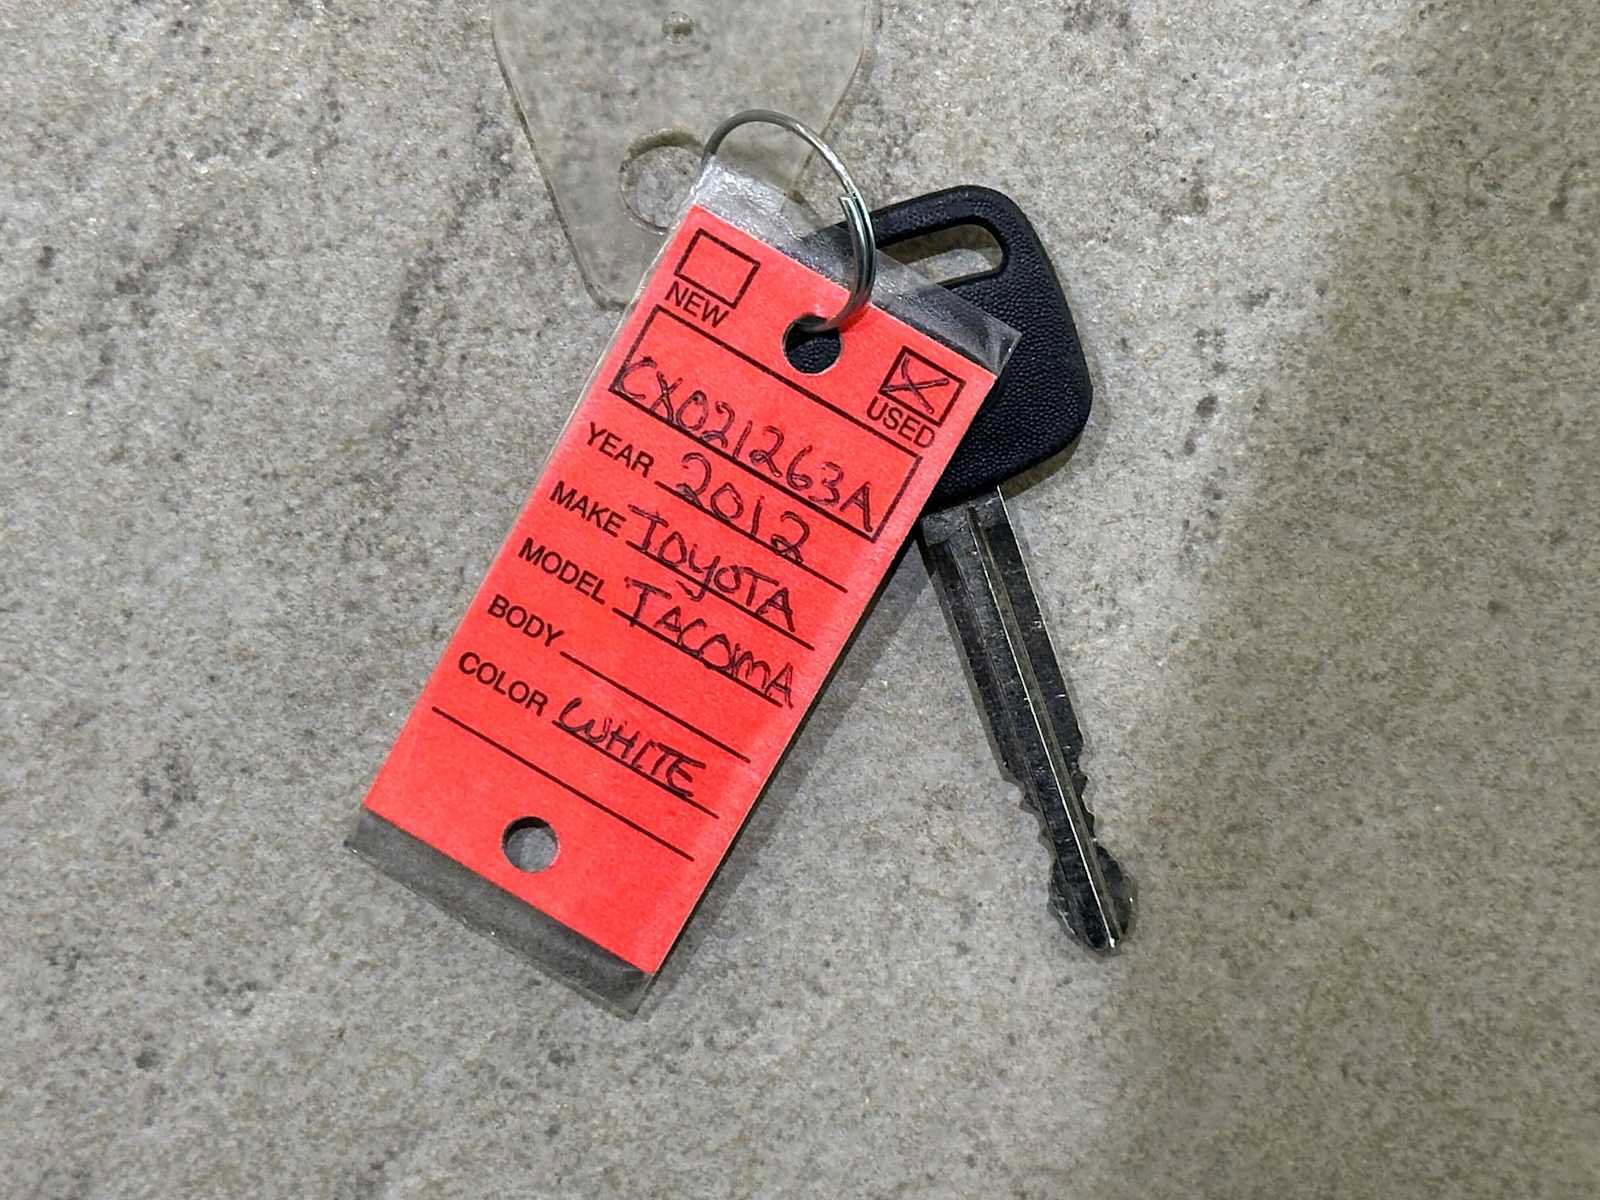 NEW
USED
CX021263A
YEAR 2012
MAKE TOYOTA
MODEL TACOMA
BODY
COLOR WHITE